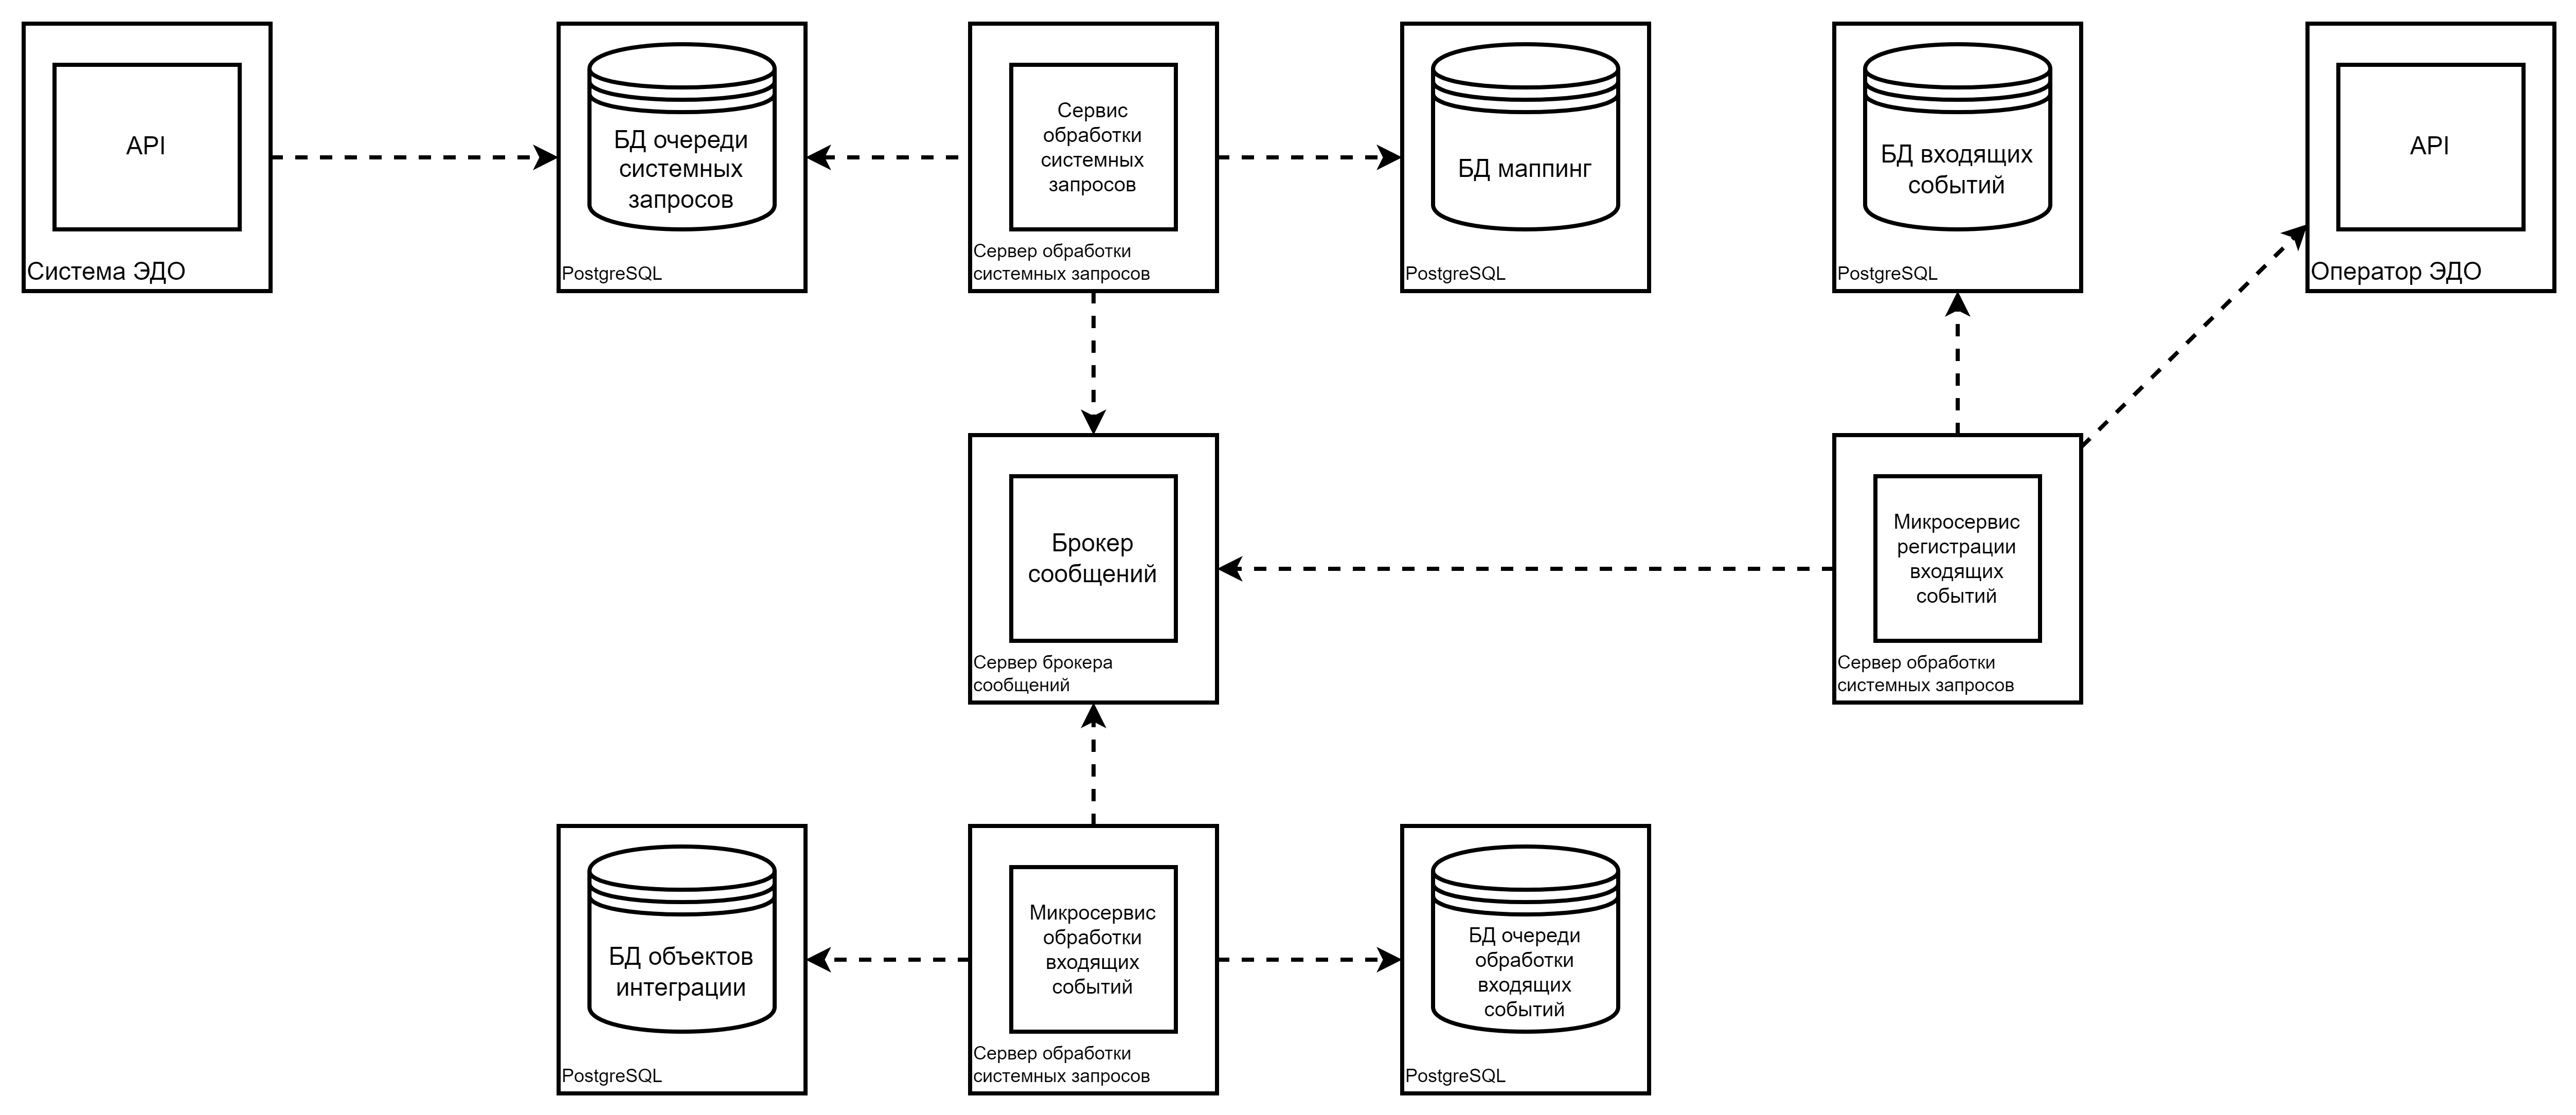 API
Система ЭДО
БД очереди
системных
запросов
PostgreSQL
Сервис
обработки
системных
запросов
Сервер обработки
системных запросов
БД маппинг
PostgreSQL
БД входящих
событий
PostgreSQL
API
Оператор ЭДО
Брокер
сообщений
Сервер брокера
сообщений
Микросервис
регистрации
входящих
событий
Сервер обработки
системных запросов
БД объектов
интеграции
PostgreSQL
Микросервис
обработки
входящих
событий
Сервер обработки
системных запросов
БД очереди
обработки
входящих
событий
PostgreSQL